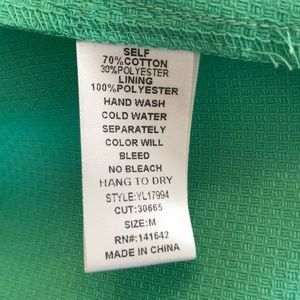 SELF
70%COTTON
30%POLYESTER
LINING
100%POLYESTER
HAND WASH
COLD WATER
SEPARATELY
COLOR WILL
BLEED
NO BLEACH
HANG TO DRY
STYLE:YL17994
CUT:30665
SIZE:M
RN#:141642
MADE IN CHINA